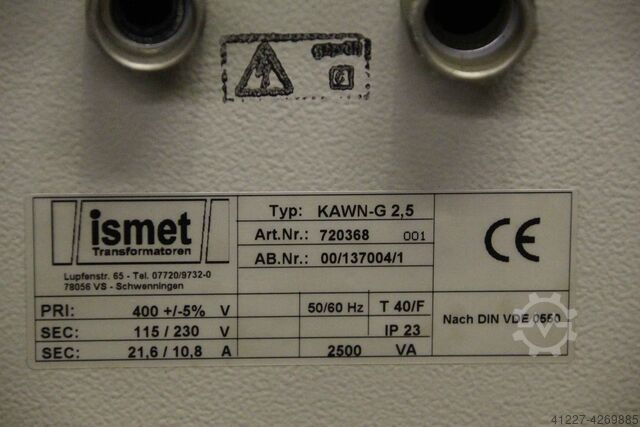 ismet
Transformatoren
Lupfenstr. 65 - Tel. 07720/9732-0
78056 VS - Schwenningen
Typ: KAWN-G 2,5
Art.Nr.: 720368 001
AB.Nr.: 00/137004/1
CE
PRI: 400 +/-5% V 50/60 Hz T 40/F
SEC: 115 / 230 V IP 23
SEC: 21,6 / 10,8 A 2500 VA
Nach DIN VDE 0550
41227-4269885